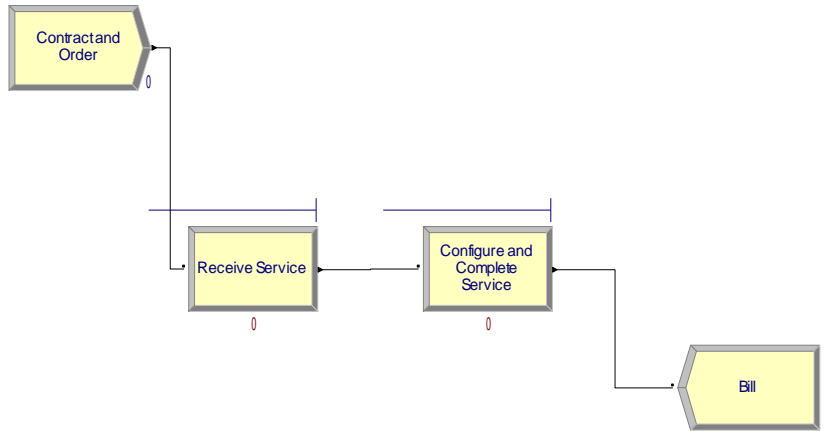 Contract and
Order
0
Receive Service
0
Configure and
Complete
Service
0
Bill